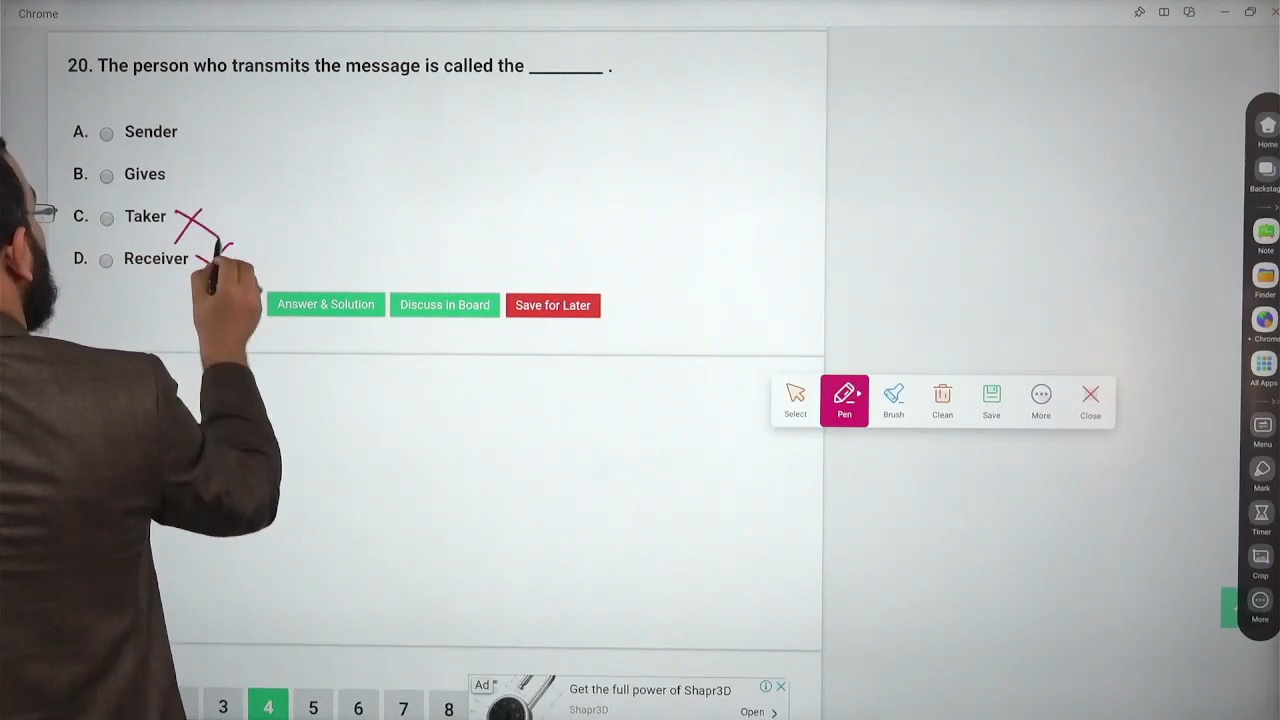 Chrome
20. The person who transmits the message is called the ________ .
A. Sender
B. Gives
C. Taker
D. Receiver
Answer & Solution
Discuss in Board
Save for Later
Select
Pen
Brush
Clean
Save
More
Close
Home
Backstag
Note
Finder
Chrome
All Apps
Menu
Mark
Timer
Crop
More
3 4 5 6 7 8
Ad
Get the full power of Shapr3D
Shapr3D
Open